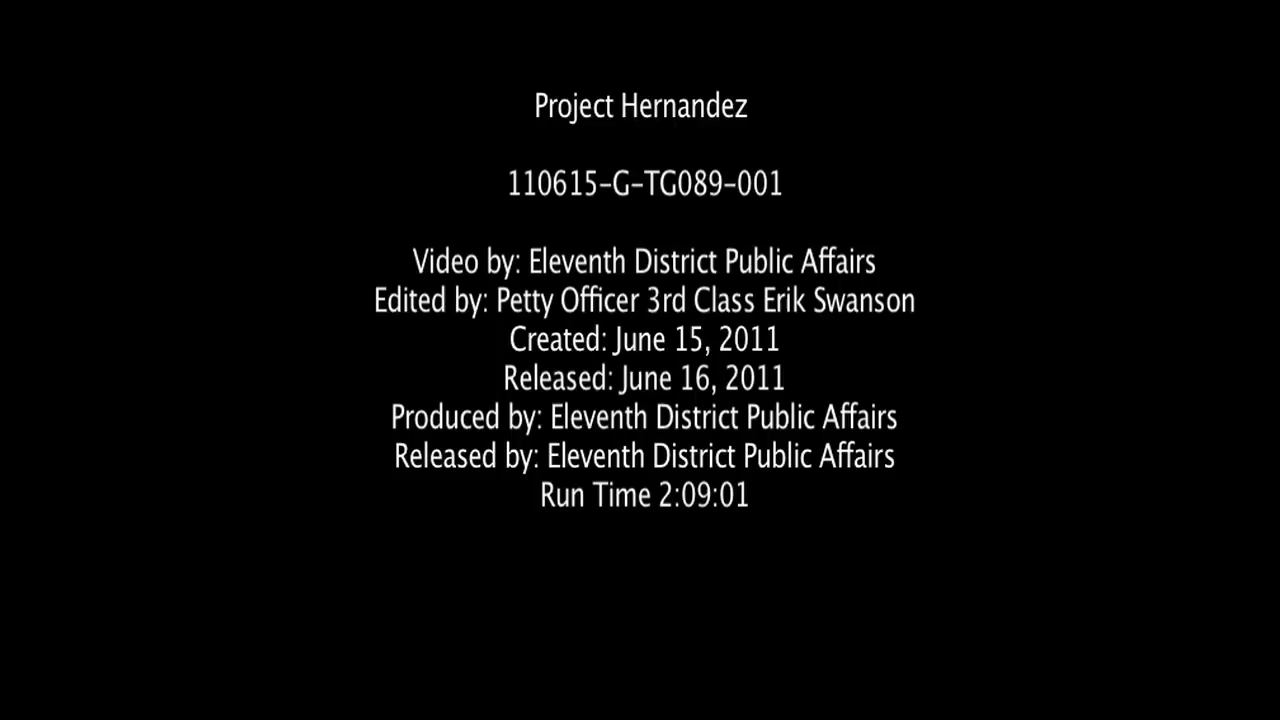 Project Hernandez
110615-G-TG089-001
Video by: Eleventh District Public Affairs
Edited by: Petty Officer 3rd Class Erik Swanson
Created: June 15, 2011
Released: June 16, 2011
Produced by: Eleventh District Public Affairs
Released by: Eleventh District Public Affairs
Run Time 2:09:01